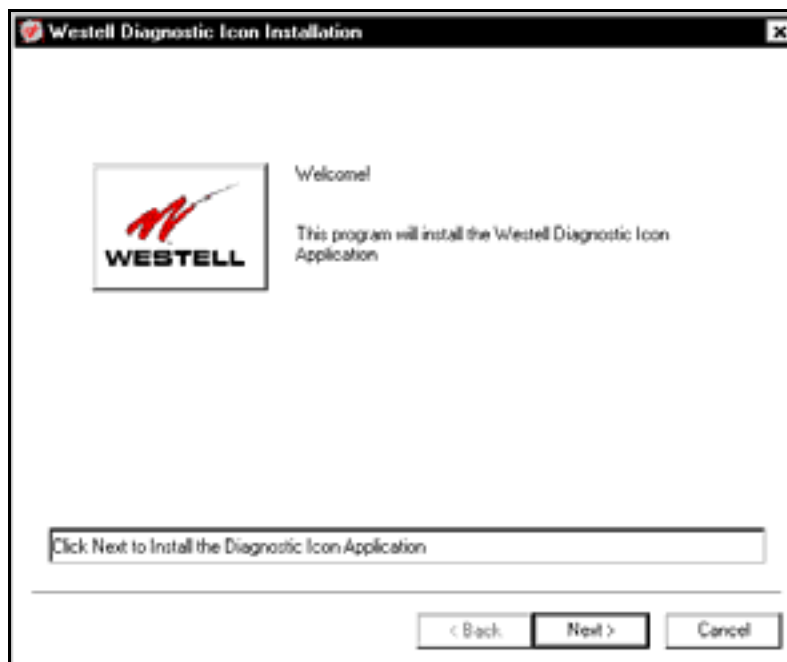 Westell Diagnostic Icon Installation
Welcome!
WESTELL
This program will install the Westell Diagnostic Icon
Application
Click Next to Install the Diagnostic Icon Application
< Back
Next >
Cancel